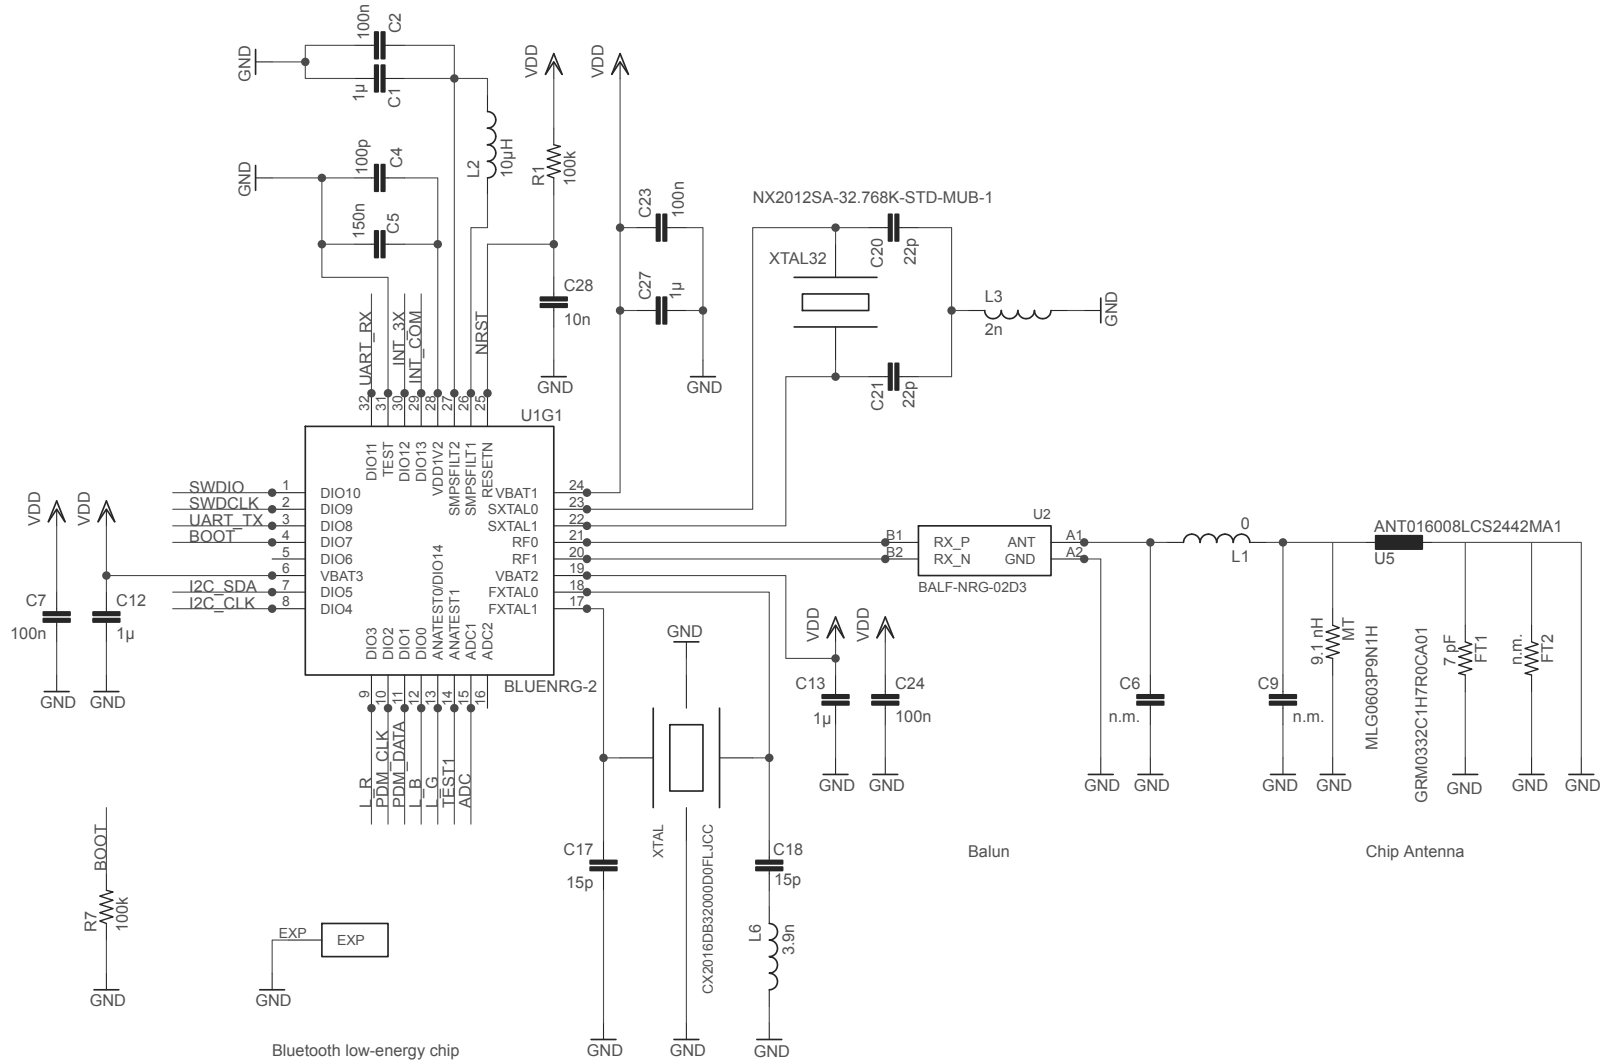 100n
C2
GND
1µ
C1
VDD
VDD
100p
C4
GND
L2
10µH
R1
100k
150n
C5
C23
100n
NX2012SA-32.768K-STD-MUB-1
C20
22p
XTAL32
C27
1µ
C28
10n
L3
2n
GND
UART_RX
INT_3X
INT_COM
NRST
GND
GND
C21
22p
32
31
30
29
28
27
26
25
U1G1
DIO11
TEST
DIO12
DIO13
VDD1V2
SMPSFILT2
SMPSFILT1
RESETN
SWDIO 1 DIO10
SWDCLK 2 DIO9
UART_TX 3 DIO8
BOOT 4 DIO7
5 DIO6
6 VBAT3
I2C_SDA 7 DIO5
I2C_CLK 8 DIO4
VBAT1 24
SXTAL0 23
SXTAL1 22
RF0 21
RF1 20
VBAT2 19
FXTAL0 18
FXTAL1 17
DIO3
DIO2
DIO1
DIO0
ANATEST0/DIO14
ANATEST1
ADC1
ADC2
BLUENRG-2
9
10
11
12
13
14
15
16
L_R
PDM_CLK
PDM_DATA
L_B
L_G
TEST1
ADC
VDD
VDD
C7
100n
C12
1µ
GND
GND
U2
B1 RX_P ANT A1
B2 RX_N GND A2
BALF-NRG-02D3
0
L1
ANT016008LCS2442MA1
U5
GND
VDD
VDD
C13
1µ
C24
100n
GND
GND
C6
n.m.
C9
n.m.
9.1 nH
MT
MLG0603P9N1H
GRM0332C1H7R0CA01
7 pF
FT1
n.m.
FT2
GND
GND
GND
GND
GND
GND
GND
C17
15p
XTAL
CX2016DB32000D0FLJCC
C18
15p
L6
3.9n
Balun
Chip Antenna
BOOT
R7
100k
GND
EXP
EXP
GND
GND
GND
GND
Bluetooth low-energy chip